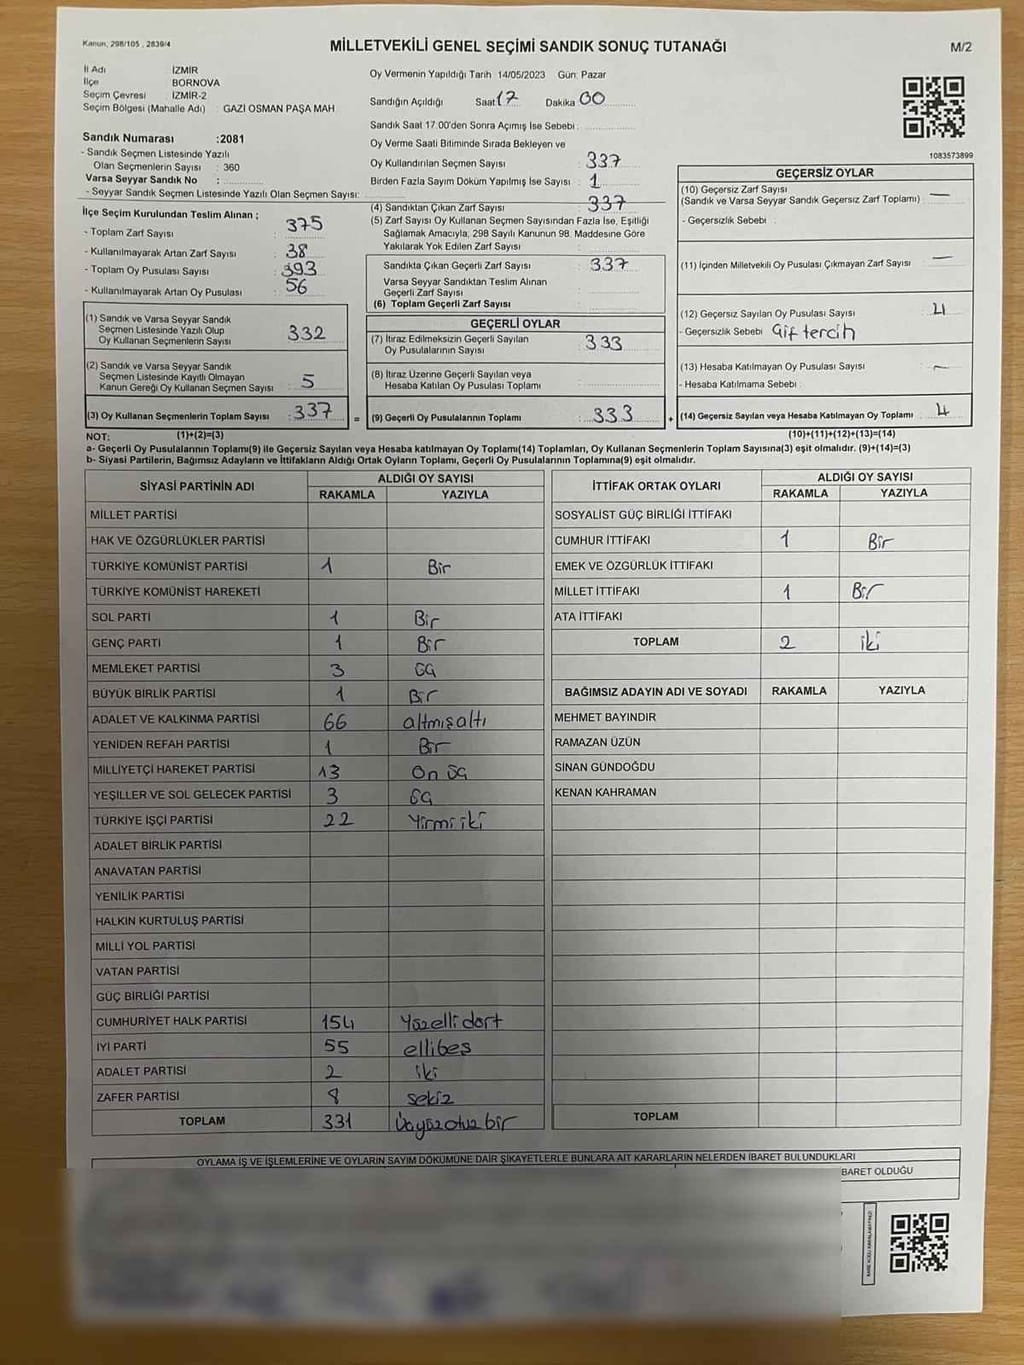 Kanun, 298/105 , 2839/4
MİLLETVEKİLİ GENEL SEÇİMİ SANDIK SONUÇ TUTANAĞI
M/2
İl Adı İZMİR
İlçe BORNOVA
Seçim Çevresi İZMİR-2
Seçim Bölgesi (Mahalle Adı) GAZİ OSMAN PAŞA MAH
Sandık Numarası :2081
- Sandık Seçmen Listesinde Yazılı
Olan Seçmenlerin Sayısı : 360
Varsa Seyyar Sandık No :
- Seyyar Sandık Seçmen Listesinde Yazılı Olan Seçmen Sayısı:
İlçe Seçim Kurulundan Teslim Alınan ;
- Toplam Zarf Sayısı : 375
- Kullanılmayarak Artan Zarf Sayısı : 38
- Toplam Oy Pusulası Sayısı : 393
- Kullanılmayarak Artan Oy Pusulası : 56
(1) Sandık ve Varsa Seyyar Sandık
Seçmen Listesinde Yazılı Olup
Oy Kullanan Seçmenlerin Sayısı : 332
(2) Sandık ve Varsa Seyyar Sandık
Seçmen Listesinde Kayıtlı Olmayan
Kanun Gereği Oy Kullanan Seçmen Sayısı : 5
(3) Oy Kullanan Seçmenlerin Toplam Sayısı : 337
(1)+(2)=(3)
Oy Vermenin Yapıldığı Tarih 14/05/2023 Gün: Pazar
Sandığın Açıldığı Saat 17 Dakika 00
Sandık Saat 17:00'den Sonra Açımış İse Sebebi :
Oy Verme Saati Bitiminde Sırada Bekleyen ve
Oy Kullandırılan Seçmen Sayısı : 337
Birden Fazla Sayım Döküm Yapılmış İse Sayısı : 1
(4) Sandıktan Çıkan Zarf Sayısı : 337
(5) Zarf Sayısı Oy Kullanan Seçmen Sayısından Fazla İse, Eşitliği
Sağlamak Amacıyla, 298 Sayılı Kanunun 98. Maddesine Göre
Yakılarak Yok Edilen Zarf Sayısı :
Sandıkta Çıkan Geçerli Zarf Sayısı : 337
Varsa Seyyar Sandıktan Teslim Alınan
Geçerli Zarf Sayısı :
(6) Toplam Geçerli Zarf Sayısı :
GEÇERLİ OYLAR
(7) İtiraz Edilmeksizin Geçerli Sayılan
Oy Pusulalarının Sayısı : 333
(8) İtiraz Üzerine Geçerli Sayılan veya
Hesaba Katılan Oy Pusulası Toplamı :
= (9) Geçerli Oy Pusulalarının Toplamı : 333 +
1083573899
GEÇERSİZ OYLAR
(10) Geçersiz Zarf Sayısı
(Sandık ve Varsa Seyyar Sandık Geçersiz Zarf Toplamı) : —
- Geçersizlik Sebebi :
(11) İçinden Milletvekili Oy Pusulası Çıkmayan Zarf Sayısı : —
(12) Geçersiz Sayılan Oy Pusulası Sayısı : 4
- Geçersizlik Sebebi : Çift tercih
(13) Hesaba Katılmayan Oy Pusulası Sayısı : —
- Hesaba Katılmama Sebebi :
(14) Geçersiz Sayılan veya Hesaba Katılmayan Oy Toplamı : 4
(10)+(11)+(12)+(13)=(14)
NOT:
a- Geçerli Oy Pusulalarının Toplamı(9) ile Geçersiz Sayılan veya Hesaba katılmayan Oy Toplamı(14) Toplamları, Oy Kullanan Seçmenlerin Toplam Sayısına(3) eşit olmalıdır. (9)+(14)=(3)
b- Siyasi Partilerin, Bağımsız Adayların ve İttifakların Aldığı Ortak Oyların Toplamı, Geçerli Oy Pusulalarının Toplamına(9) eşit olmalıdır.
SİYASİ PARTİNİN ADI ALDIĞI OY SAYISI
RAKAMLA YAZIYLA
MİLLET PARTİSİ
HAK VE ÖZGÜRLÜKLER PARTİSİ
TÜRKİYE KOMÜNİST PARTİSİ 1 Bir
TÜRKİYE KOMÜNİST HAREKETİ
SOL PARTİ 1 Bir
GENÇ PARTİ 1 Bir
MEMLEKET PARTİSİ 3 üç
BÜYÜK BİRLİK PARTİSİ 1 Bir
ADALET VE KALKINMA PARTİSİ 66 altmışaltı
YENİDEN REFAH PARTİSİ 1 Bir
MİLLİYETÇİ HAREKET PARTİSİ 13 On üç
YEŞİLLER VE SOL GELECEK PARTİSİ 3 üç
TÜRKİYE İŞÇİ PARTİSİ 22 Yirmi iki
ADALET BİRLİK PARTİSİ
ANAVATAN PARTİSİ
YENİLİK PARTİSİ
HALKIN KURTULUŞ PARTİSİ
MİLLİ YOL PARTİSİ
VATAN PARTİSİ
GÜÇ BİRLİĞİ PARTİSİ
CUMHURİYET HALK PARTİSİ 154 Yüzelli dört
İYİ PARTİ 55 ellibeş
ADALET PARTİSİ 2 iki
ZAFER PARTİSİ 8 sekiz
TOPLAM 331 Üçyüzotuz bir
İTTİFAK ORTAK OYLARI ALDIĞI OY SAYISI
RAKAMLA YAZIYLA
SOSYALİST GÜÇ BİRLİĞİ İTTİFAKI
CUMHUR İTTİFAKI 1 Bir
EMEK VE ÖZGÜRLÜK İTTİFAKI
MİLLET İTTİFAKI 1 Bir
ATA İTTİFAKI
TOPLAM 2 iki
BAĞIMSIZ ADAYIN ADI VE SOYADI RAKAMLA YAZIYLA
MEHMET BAYINDIR
RAMAZAN ÜZÜN
SİNAN GÜNDOĞDU
KENAN KAHRAMAN
TOPLAM
OYLAMA İŞ VE İŞLEMLERİNE VE OYLARIN SAYIM DÖKÜMÜNE DAİR ŞİKAYETLERLE BUNLARA AİT KARARLARIN NELERDEN İBARET BULUNDUKLARI
BARET OLDUĞU